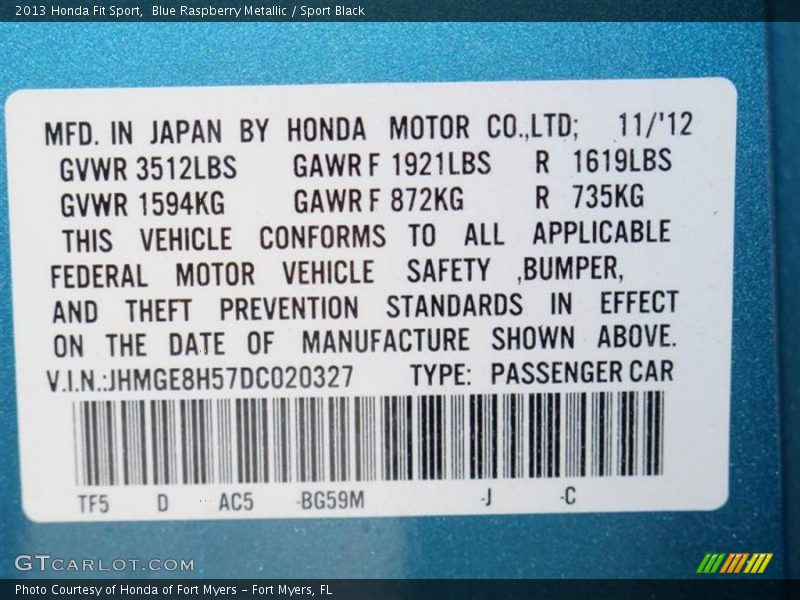 2013 Honda Fit Sport,  Blue Raspberry Metallic / Sport Black
MFD. IN JAPAN BY HONDA MOTOR CO.,LTD; 11/'12
GVWR 3512LBS GAWR F 1921LBS R 1619LBS
GVWR 1594KG GAWR F 872KG R 735KG
THIS VEHICLE CONFORMS TO ALL APPLICABLE
FEDERAL MOTOR VEHICLE SAFETY ,BUMPER,
AND THEFT PREVENTION STANDARDS IN EFFECT
ON THE DATE OF MANUFACTURE SHOWN ABOVE.
V.I.N.:JHMGE8H57DC020327 TYPE: PASSENGER CAR
TF5 D AC5 -BG59M -J -C
GTCARLOT.COM
Photo Courtesy of Honda of Fort Myers – Fort Myers, FL